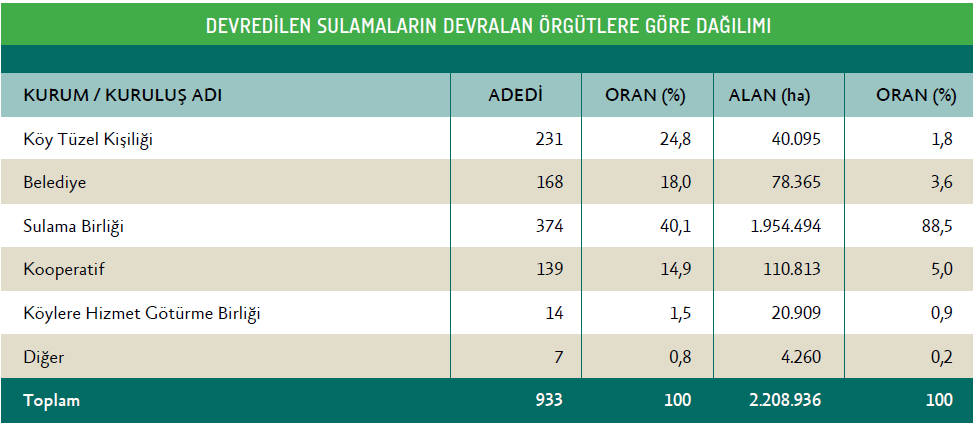 DEVREDİLEN SULAMALARIN DEVRALAN ÖRGÜTLERE GÖRE DAĞILIMI
KURUM / KURULUŞ ADI ADEDİ ORAN (%) ALAN (ha) ORAN (%)
Köy Tüzel Kişiliği 231 24,8 40.095 1,8
Belediye 168 18,0 78.365 3,6
Sulama Birliği 374 40,1 1.954.494 88,5
Kooperatif 139 14,9 110.813 5,0
Köylere Hizmet Götürme Birliği 14 1,5 20.909 0,9
Diğer 7 0,8 4.260 0,2
Toplam 933 100 2.208.936 100